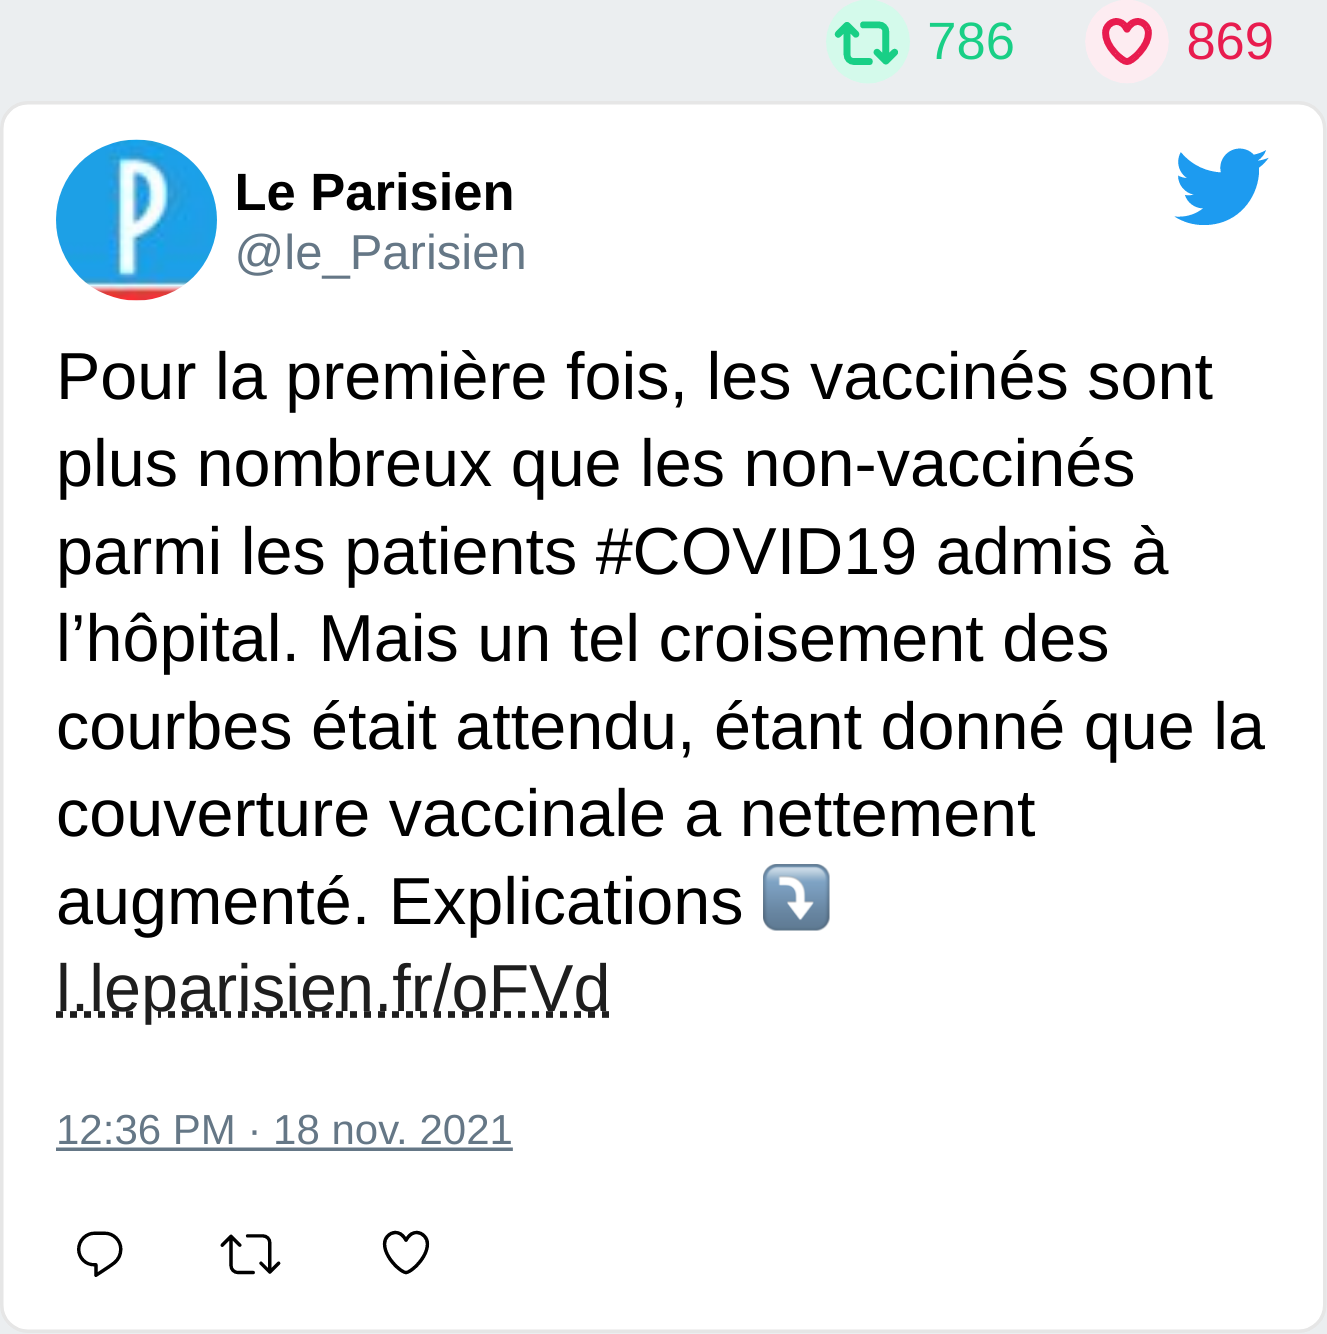 786 869
Le Parisien
@le_Parisien
Pour la première fois, les vaccinés sont
plus nombreux que les non-vaccinés
parmi les patients #COVID19 admis à
l’hôpital. Mais un tel croisement des
courbes était attendu, étant donné que la
couverture vaccinale a nettement
augmenté. Explications ⤵️
l.leparisien.fr/oFVd
12:36 PM · 18 nov. 2021